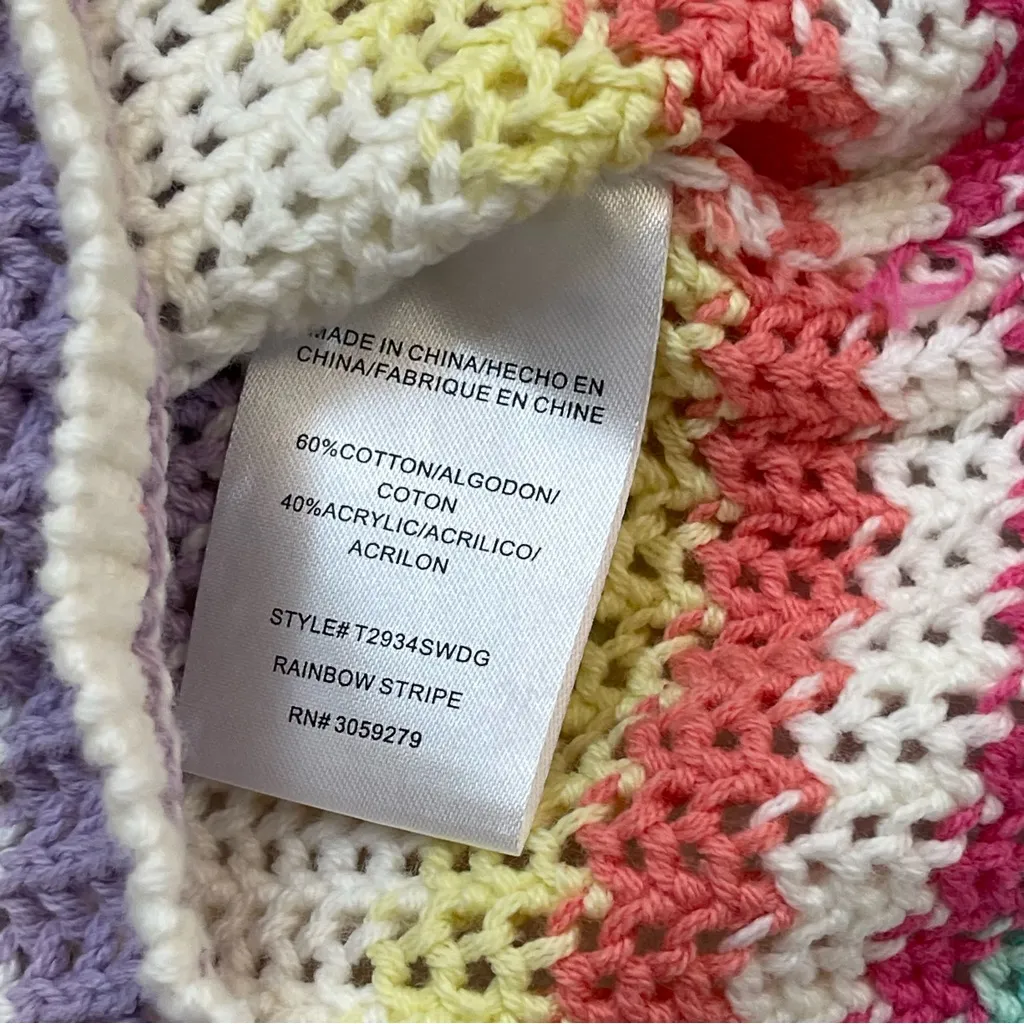 MADE IN CHINA/HECHO EN
CHINA/FABRIQUE EN CHINE
60%COTTON/ALGODON/
COTON
40%ACRYLIC/ACRILICO/
ACRILON
STYLE# T2934SWDG
RAINBOW STRIPE
RN# 3059279